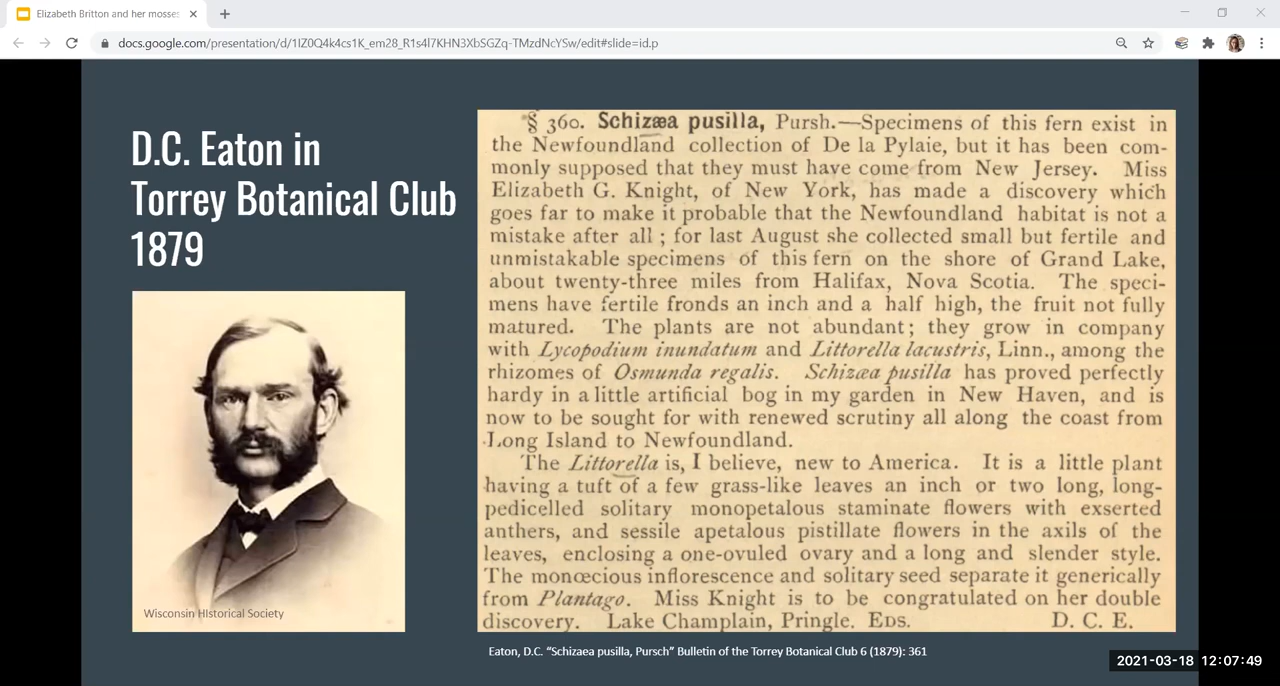 Elizabeth Britton and her mosses
docs.google.com/presentation/d/1IZ0Q4k4cs1K_em28_R1s4l7KHN3XbSGZq-TMzdNcYSw/edit#slide=id.p
D.C. Eaton in
Torrey Botanical Club
1879
Wisconsin HIstorical Society
§ 360. Schizæa pusilla, Pursh.—Specimens of this fern exist in
the Newfoundland collection of De la Pylaie, but it has been com-
monly supposed that they must have come from New Jersey. Miss
Elizabeth G. Knight, of New York, has made a discovery which
goes far to make it probable that the Newfoundland habitat is not a
mistake after all ; for last August she collected small but fertile and
unmistakable specimens of this fern on the shore of Grand Lake,
about twenty-three miles from Halifax, Nova Scotia. The speci-
mens have fertile fronds an inch and a half high, the fruit not fully
matured. The plants are not abundant ; they grow in company
with Lycopodium inundatum and Littorella lacustris, Linn., among the
rhizomes of Osmunda regalis. Schizæa pusilla has proved perfectly
hardy in a little artificial bog in my garden in New Haven, and is
now to be sought for with renewed scrutiny all along the coast from
Long Island to Newfoundland.
The Littorella is, I believe, new to America. It is a little plant
having a tuft of a few grass-like leaves an inch or two long, long-
pedicelled solitary monopetalous staminate flowers with exserted
anthers, and sessile apetalous pistillate flowers in the axils of the
leaves, enclosing a one-ovuled ovary and a long and slender style.
The monœcious inflorescence and solitary seed separate it generically
from Plantago. Miss Knight is to be congratulated on her double
discovery. Lake Champlain, Pringle. EDS. D. C. E.
Eaton, D.C. “Schizaea pusilla, Pursch” Bulletin of the Torrey Botanical Club 6 (1879): 361
2021-03-18 12:07:49